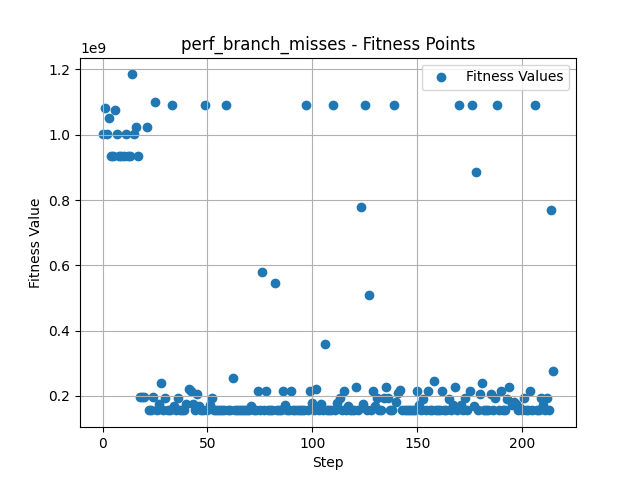 perf_branch_misses - Fitness Points
1e9
Fitness Values
1.2
1.0
0.8
0.6
0.4
0.2
Fitness Value
0
50
100
150
200
Step